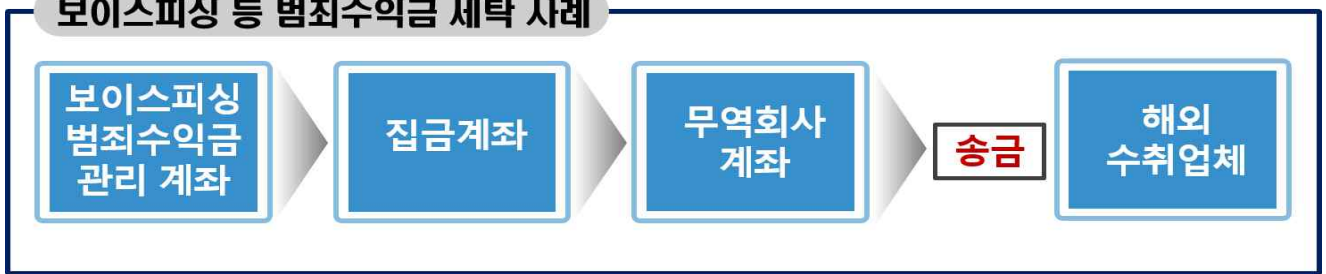 보이스피싱 등 범죄수익금 세탁 사례
보이스피싱
범죄수익금
관리 계좌
집금계좌
무역회사
계좌
송금
해외
수취업체